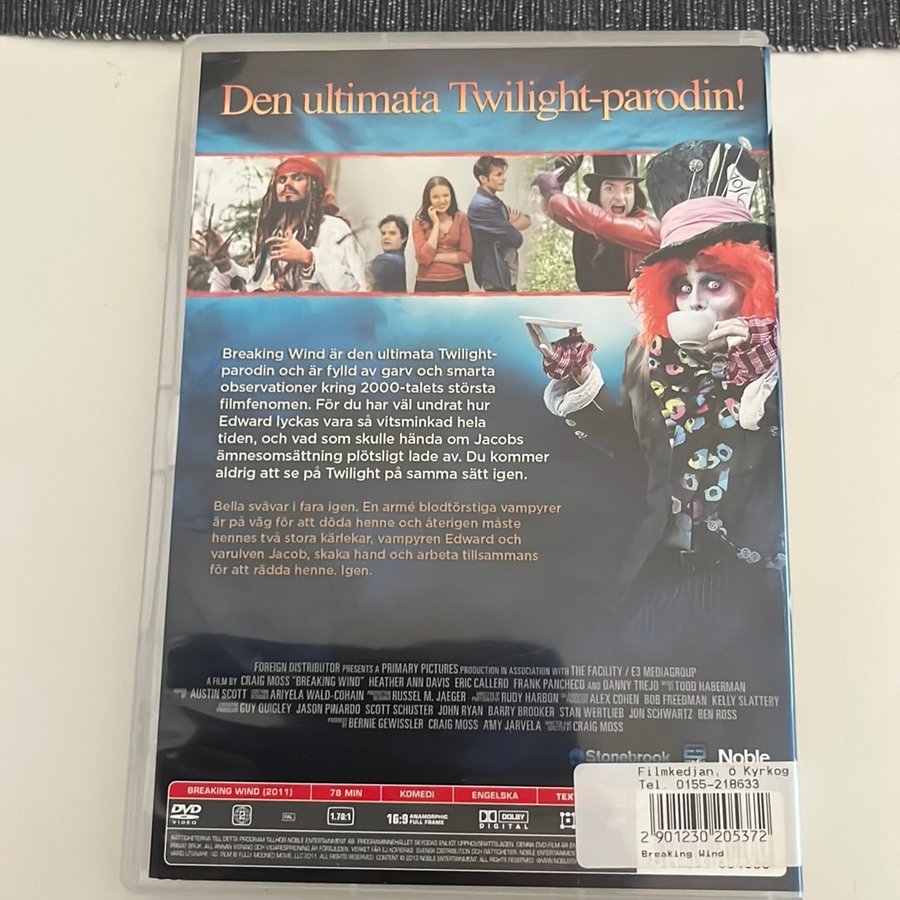 Den ultimata Twilight-parodin!
Breaking Wind är den ultimata Twilight-
parodin och är fylld av garv och smarta
observationer kring 2000-talets största
filmfenomen. För du har väl undrat hur
Edward lyckas vara så vitsminkad hela
tiden, och vad som skulle hända om Jacobs
ämnesomsättning plötsligt lade av. Du kommer
aldrig att se på Twilight på samma sätt igen.
Bella svävar i fara igen. En armé blodtörstiga vampyrer
är på väg för att döda henne och återigen måste
hennes två stora kärlekar, vampyren Edward och
varulven Jacob, skaka hand och arbeta tillsammans
för att rädda henne. Igen.
FOREIGN DISTRIBUTOR PRESENTS A PRIMARY PICTURES PRODUCTION IN ASSOCIATION WITH THE FACILITY / E3 MEDIAGROUP
A FILM BY CRAIG MOSS "BREAKING WIND" HEATHER ANN DAVIS ERIC CALLERO FRANK PANCHECO AND DANNY TREJO TODD HABERMAN
AUSTIN SCOTT ARIYELA WALD-COHAIN RUSSEL M. JAEGER RUDY HARBON ALEX COHEN BOB FREEDMAN KELLY SLATTERY
GUY QUIGLEY JASON PINARDO SCOTT SCHUSTER JOHN RYAN BARRY BROOKER STAN WERTLIEB JON SCHWARTZ BEN ROSS
BERNIE GEWISSLER CRAIG MOSS AMY JARVELA CRAIG MOSS
Stonebrook Noble
Filmkedjan, ö Kyrkog
Tel. 0155-218633
BREAKING WIND (2011) 78 MIN KOMEDI ENGELSKA TEX
DVD VIDEO 2 PAL 1.78:1 16:9 ANAMORPHIC FULL FRAME DOLBY DIGITAL
2 901230 205372
Breaking Wind